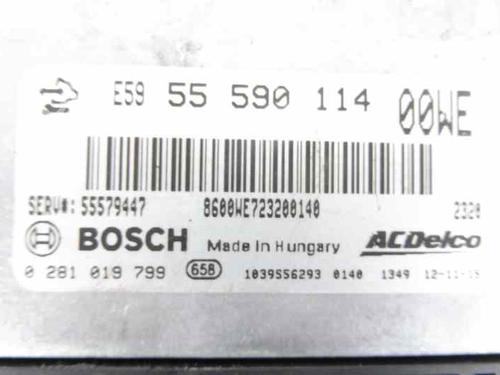 E59 55 590 114 00WE
SERV#: 55579447 8600WE723200140 2320
BOSCH Made in Hungary ACDelco
0 281 019 799 658 1039S56293 0140 1349 12-11-15